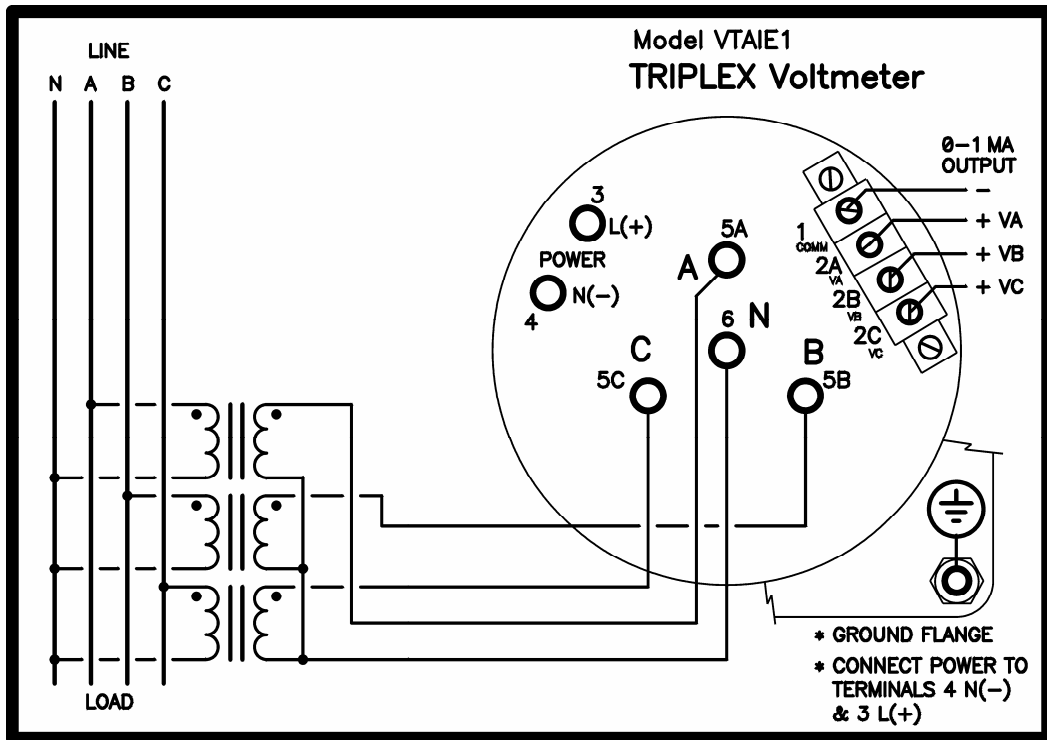 Model VTAIE1
TRIPLEX Voltmeter
LINE
N A B C
0-1 MA
OUTPUT
-
+ VA
+ VB
+ VC
3
L(+)
POWER
N(-)
4
5A
A
6 N
C
5C
B
5B
1
COMM
2A
VA
2B
VB
2C
VC
LOAD
* GROUND FLANGE
* CONNECT POWER TO
TERMINALS 4 N(-)
& 3 L(+)